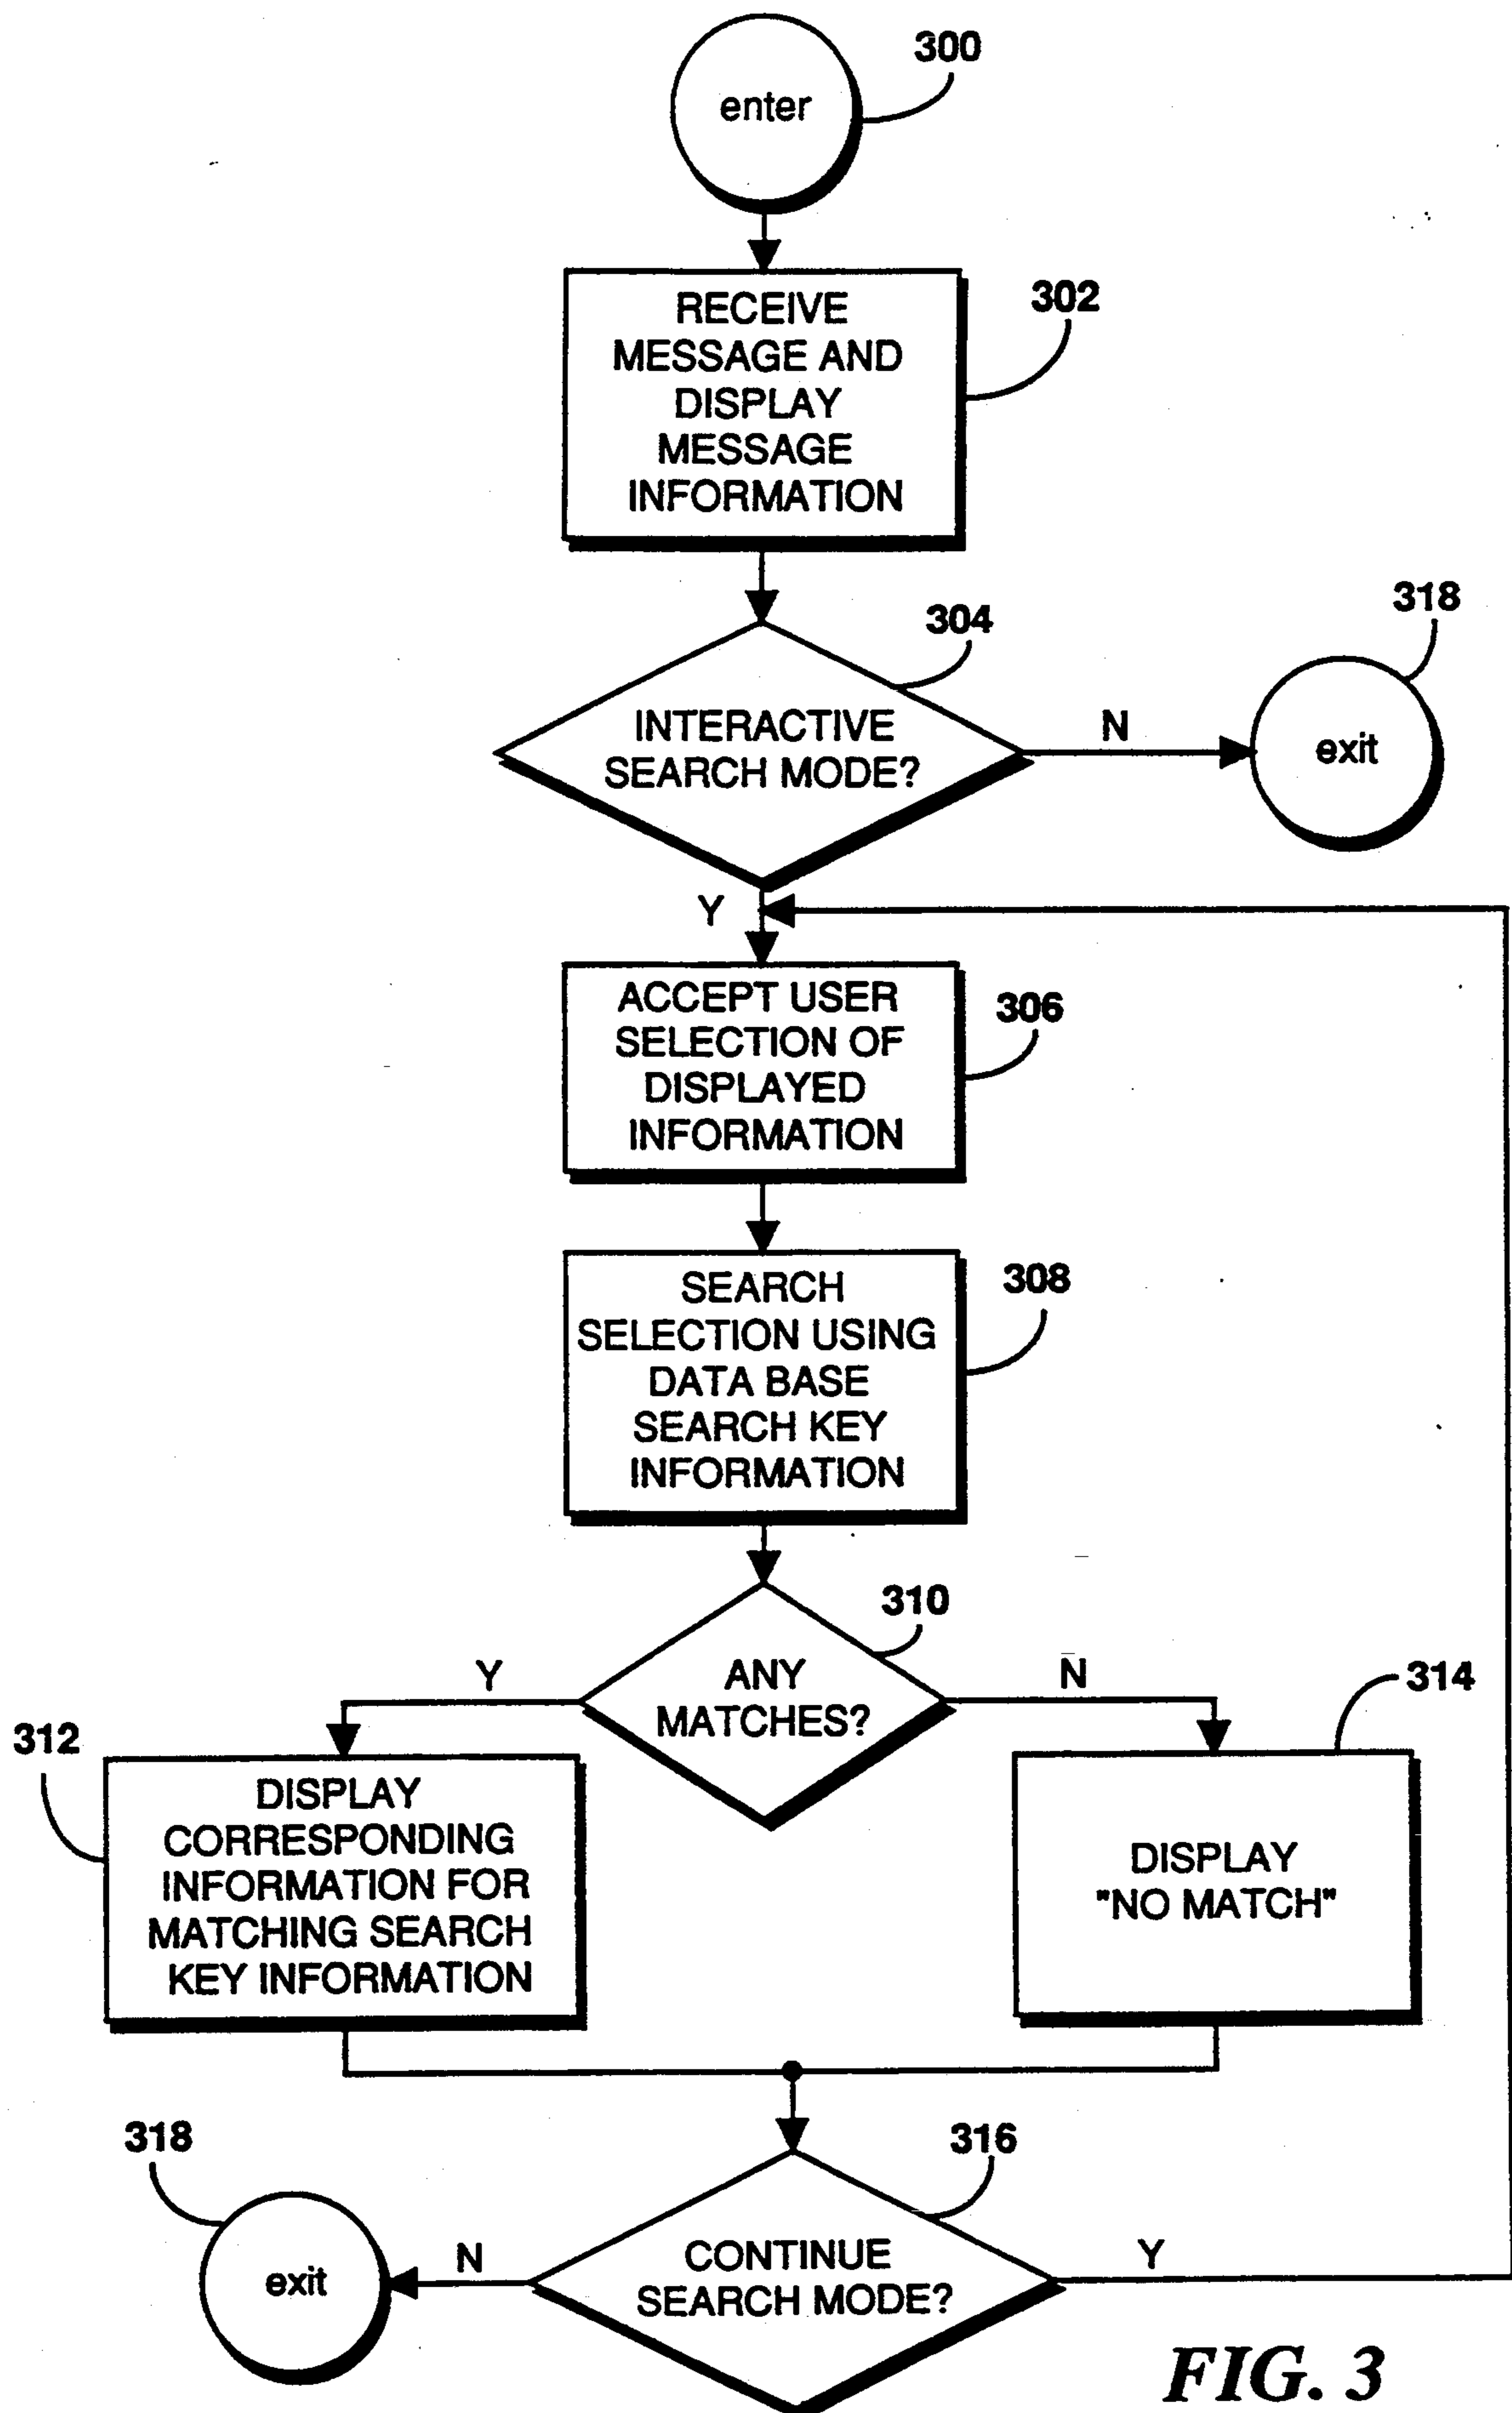 300
enter
302
RECEIVE
MESSAGE AND
DISPLAY
MESSAGE
INFORMATION
304
318
INTERACTIVE
SEARCH MODE?
N
exit
Y
306
ACCEPT USER
SELECTION OF
DISPLAYED
INFORMATION
308
SEARCH
SELECTION USING
DATA BASE
SEARCH KEY
INFORMATION
310
ANY
MATCHES?
Y
N
312
314
DISPLAY
CORRESPONDING
INFORMATION FOR
MATCHING SEARCH
KEY INFORMATION
DISPLAY
"NO MATCH"
318
316
exit
N
CONTINUE
SEARCH MODE?
Y
FIG. 3